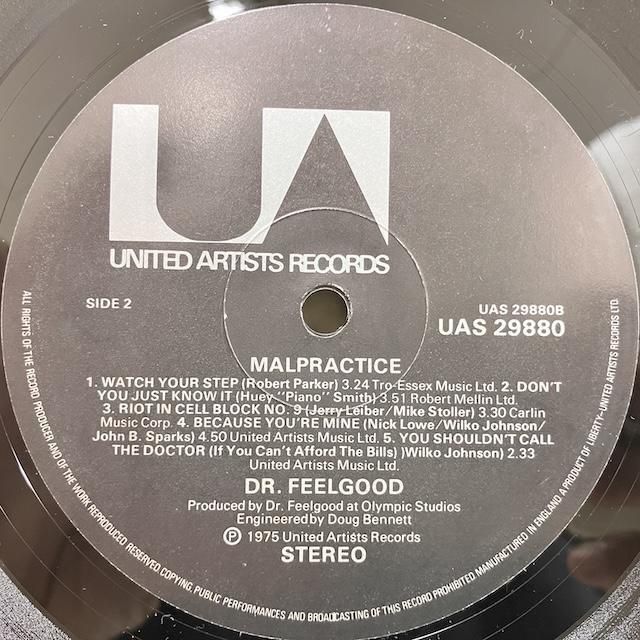 UA
UNITED ARTISTS RECORDS
SIDE 2
UAS 29880B
UAS 29880
MALPRACTICE
1. WATCH YOUR STEP (Robert Parker) 3.24 Tro-Essex Music Ltd. 2. DON'T
YOU JUST KNOW IT (Huey "Piano" Smith) 3.51 Robert Mellin Ltd.
3. RIOT IN CELL BLOCK NO. 9 (Jerry Leiber/Mike Stoller) 3.30 Carlin
Music Corp. 4. BECAUSE YOU'RE MINE (Nick Lowe/Wilko Johnson/
John B. Sparks) 4.50 United Artists Music Ltd. 5. YOU SHOULDN'T CALL
THE DOCTOR (If You Can't Afford The Bills) )Wilko Johnson) 2.33
United Artists Music Ltd.
DR. FEELGOOD
Produced by Dr. Feelgood at Olympic Studios
Engineered by Doug Bennett
℗ 1975 United Artists Records
STEREO
ALL RIGHTS OF THE RECORD PRODUCER AND OF THE WORK REPRODUCED RESERVED. COPYING, PUBLIC PERFORMANCES AND BROADCASTING OF THIS RECORD PROHIBITED. MANUFACTURED IN ENGLAND. A PRODUCT OF LIBERTY-UNITED ARTISTS RECORDS LTD.